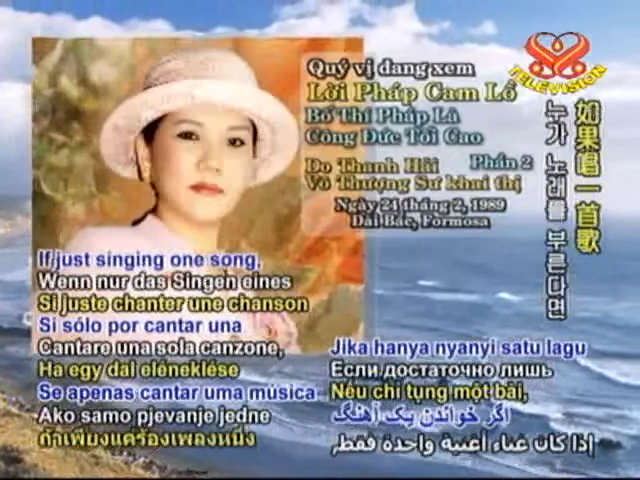 TELEVISION
Quý vị đang xem
Lời Pháp Cam Lồ
Bố Thí Pháp Là
Công Đức Tối Cao
Phần 2
Do Thanh Hải
Vô Thượng Sư khai thị
Ngày 24 tháng 2, 1989
Đài Bắc, Formosa
如果唱一首歌
누가 노래를 부른다면
If just singing one song,
Wenn nur das Singen eines
Si juste chanter une chanson
Si sólo por cantar una
Cantare una sola canzone,
Ha egy dal eléneklése
Se apenas cantar uma música
Ako samo pjevanje jedne
ถ้าเพียงแค่ร้องเพลงหนึ่ง
Jika hanya nyanyi satu lagu
Если достаточно лишь
Nếu chỉ tụng một bài,
اگر خواندن یک آهنگ
إذا كان غناء أغنية واحدة فقط,